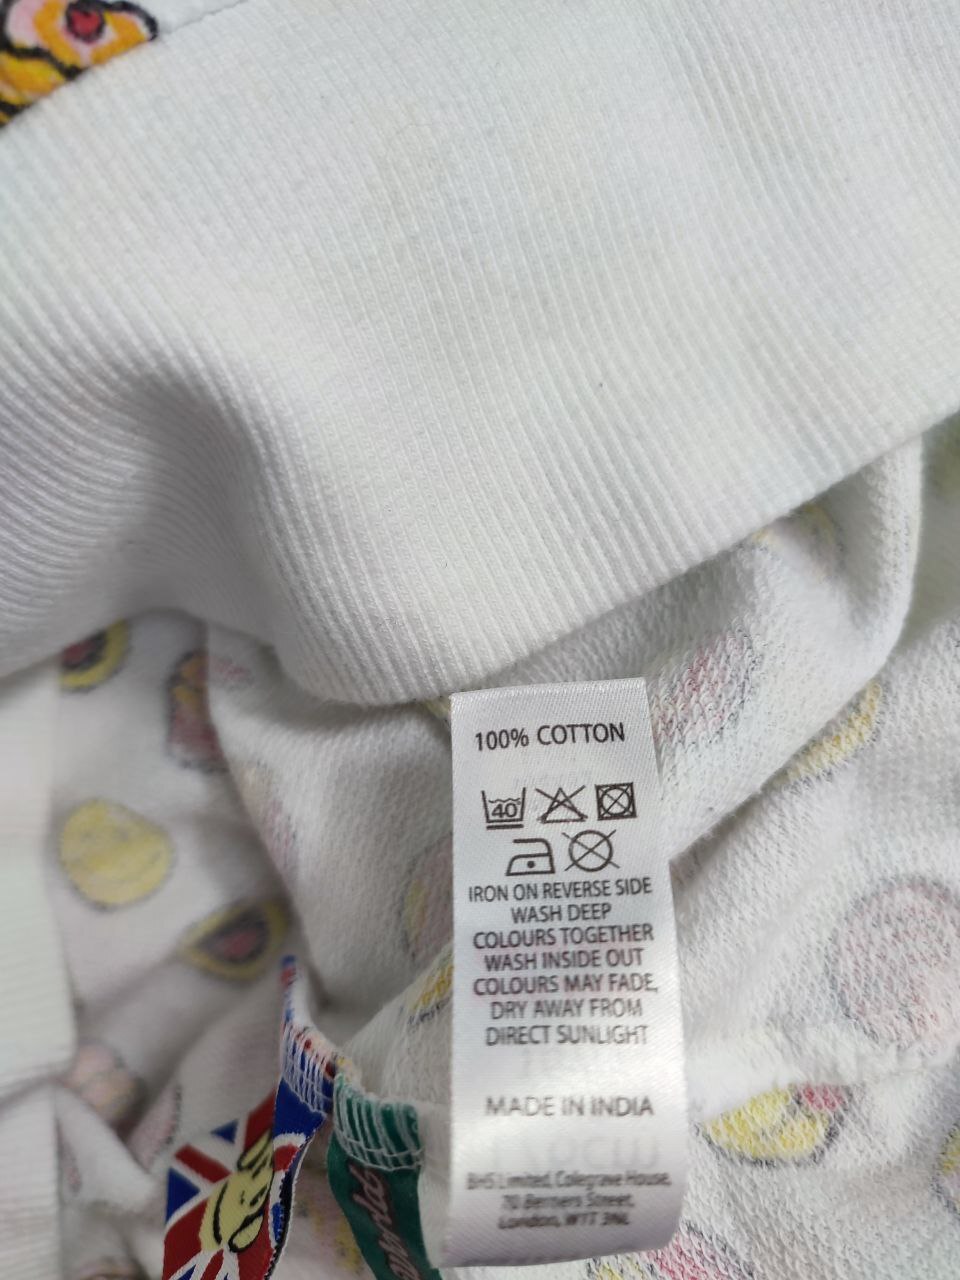 100% COTTON
40
IRON ON REVERSE SIDE
WASH DEEP
COLOURS TOGETHER
WASH INSIDE OUT
COLOURS MAY FADE,
DRY AWAY FROM
DIRECT SUNLIGHT
MADE IN INDIA
BHS Limited, Colegrave House,
70 Berners Street,
London, W1T 3NL